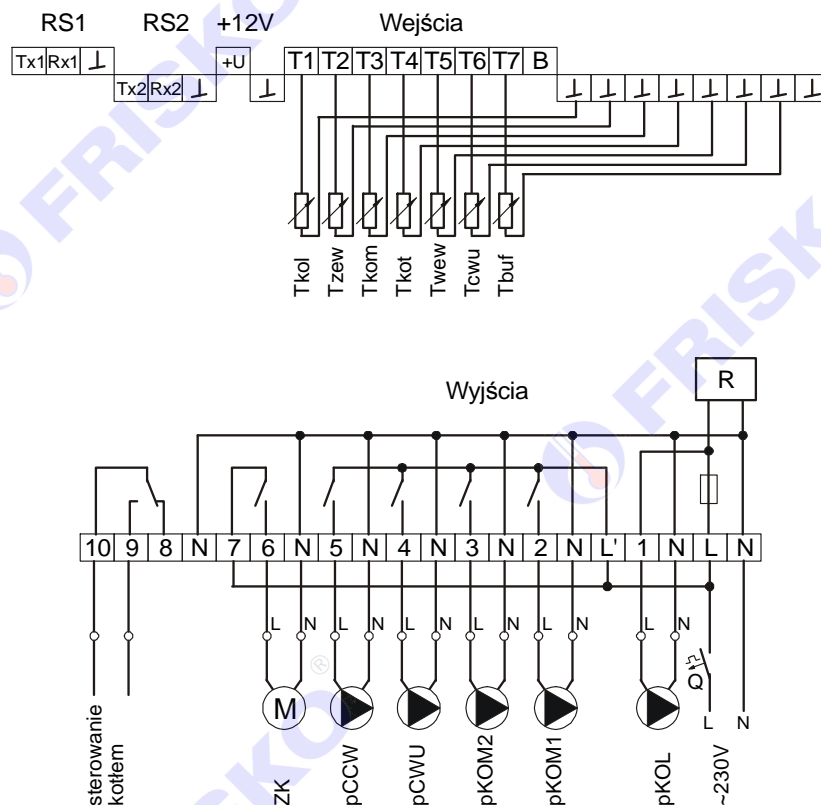 RS1 RS2 +12V Wejścia
Tx1 Rx1 +U T1 T2 T3 T4 T5 T6 T7 B
Tx2 Rx2
Tkol Tzew Tkom Tkot Twew Tcwu Tbuf
FRISKO
FRISKO
R
Wyjścia
10 9 8 N 7 6 N 5 N 4 N 3 N 2 N L' 1 N L N
L N L N L N L N L N L N
Q
M
L N
sterowanie
kotłem
ZK pCCW pCWU pKOM2 pKOM1 pKOL ~230V
FRISKO ®